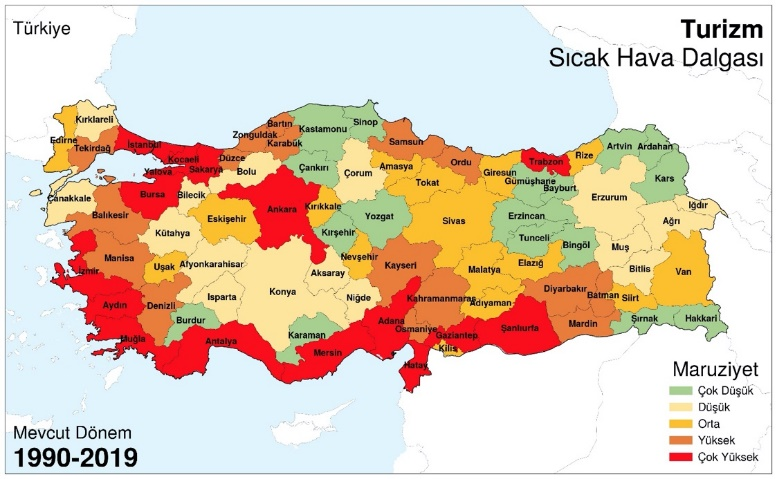 Türkiye
Turizm
Sıcak Hava Dalgası
Kırklareli
Edirne
Tekirdağ
İstanbul
Kocaeli
Yalova
Sakarya
Düzce
Zonguldak
Bartın
Karabük
Kastamonu
Sinop
Samsun
Ordu
Giresun
Trabzon
Rize
Artvin
Ardahan
Çanakkale
Balıkesir
Bursa
Bilecik
Bolu
Çankırı
Çorum
Amasya
Tokat
Gümüşhane
Bayburt
Kars
Kütahya
Eskişehir
Ankara
Kırıkkale
Kırşehir
Yozgat
Sivas
Erzincan
Erzurum
Iğdır
Ağrı
Tunceli
Bingöl
Muş
Manisa
İzmir
Uşak
Afyonkarahisar
Konya
Aksaray
Nevşehir
Kayseri
Malatya
Elazığ
Bitlis
Van
Aydın
Denizli
Isparta
Burdur
Niğde
Kahramanmaraş
Adıyaman
Diyarbakır
Batman
Siirt
Muğla
Antalya
Karaman
Mersin
Adana
Osmaniye
Gaziantep
Kilis
Şanlıurfa
Mardin
Şırnak
Hakkari
Hatay
Maruziyet
Çok Düşük
Düşük
Orta
Yüksek
Çok Yüksek
Mevcut Dönem
1990-2019